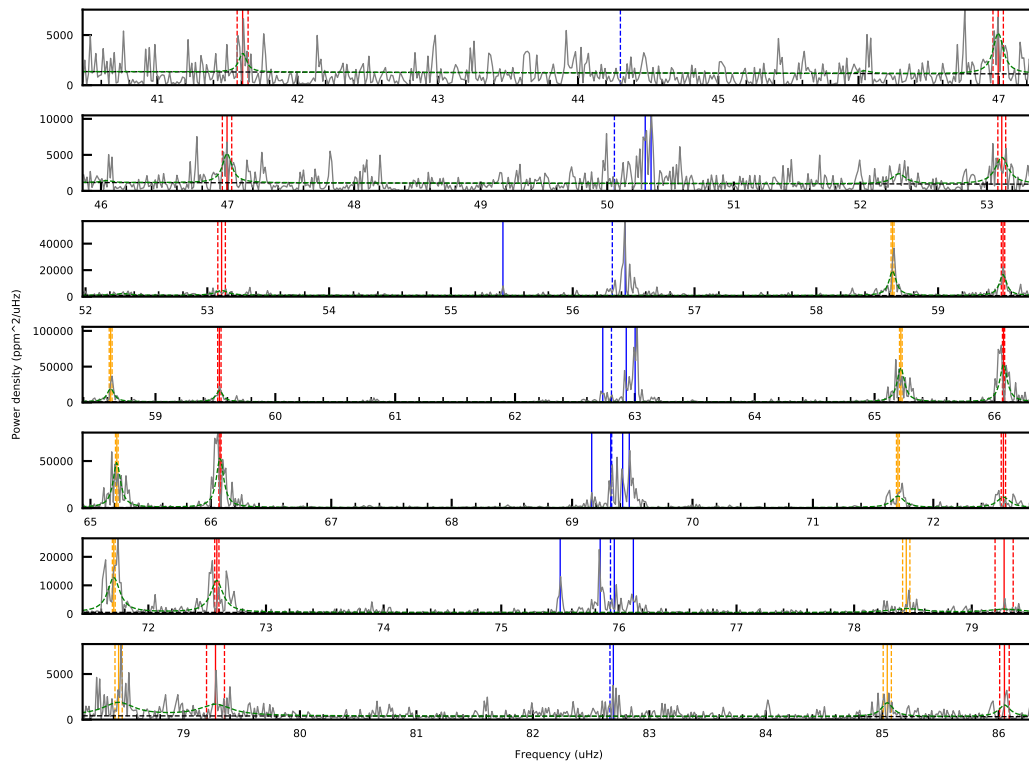 5000
0
41 42 43 44 45 46 47
10000
5000
0
46 47 48 49 50 51 52 53
40000
20000
0
52 53 54 55 56 57 58 59
100000
50000
0
59 60 61 62 63 64 65 66
50000
0
65 66 67 68 69 70 71 72
20000
10000
0
72 73 74 75 76 77 78 79
5000
0
79 80 81 82 83 84 85 86
Power density (ppm^2/uHz)
Frequency (uHz)